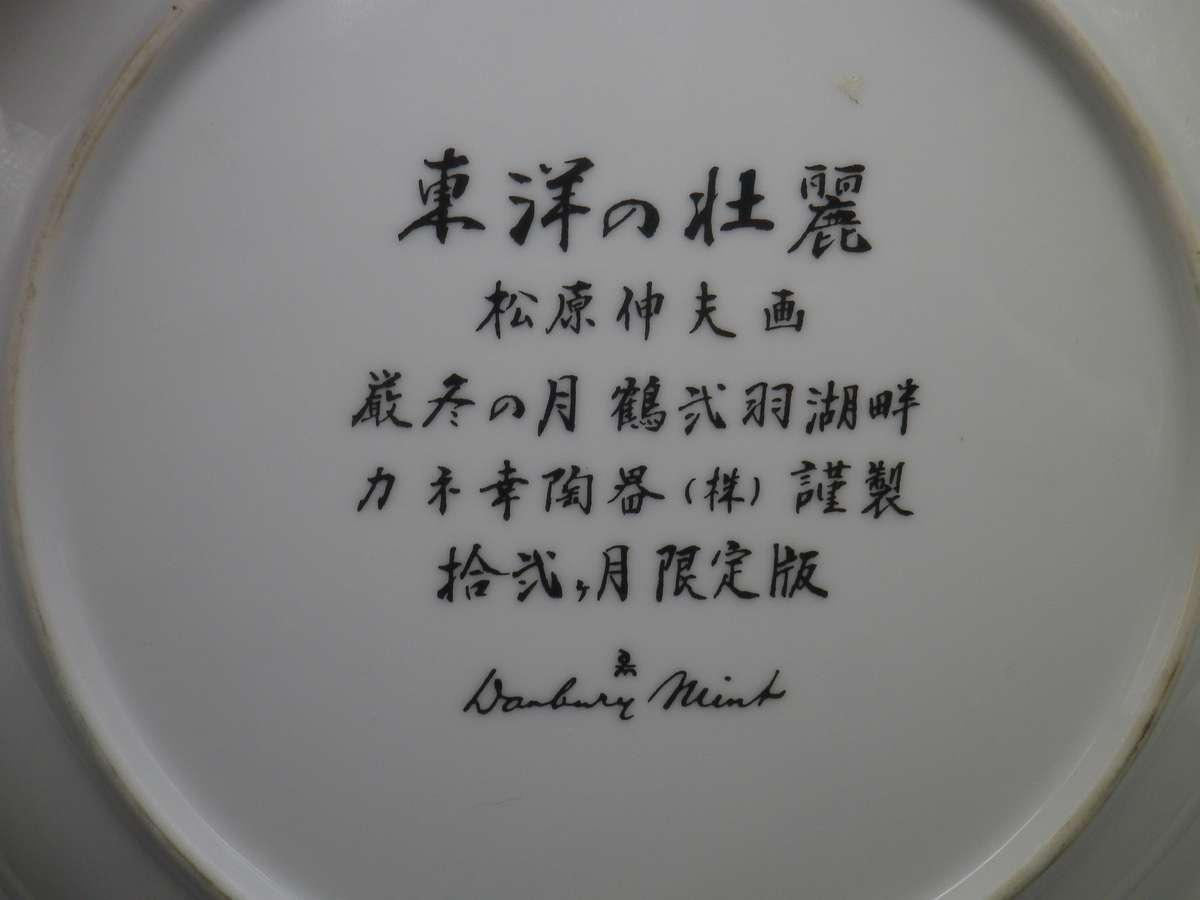 東洋の壮麗
松原伸夫画
厳冬の月 鶴弐羽湖畔
カネ幸陶器(株)謹製
拾弐ヶ月限定版
Danbury Mint